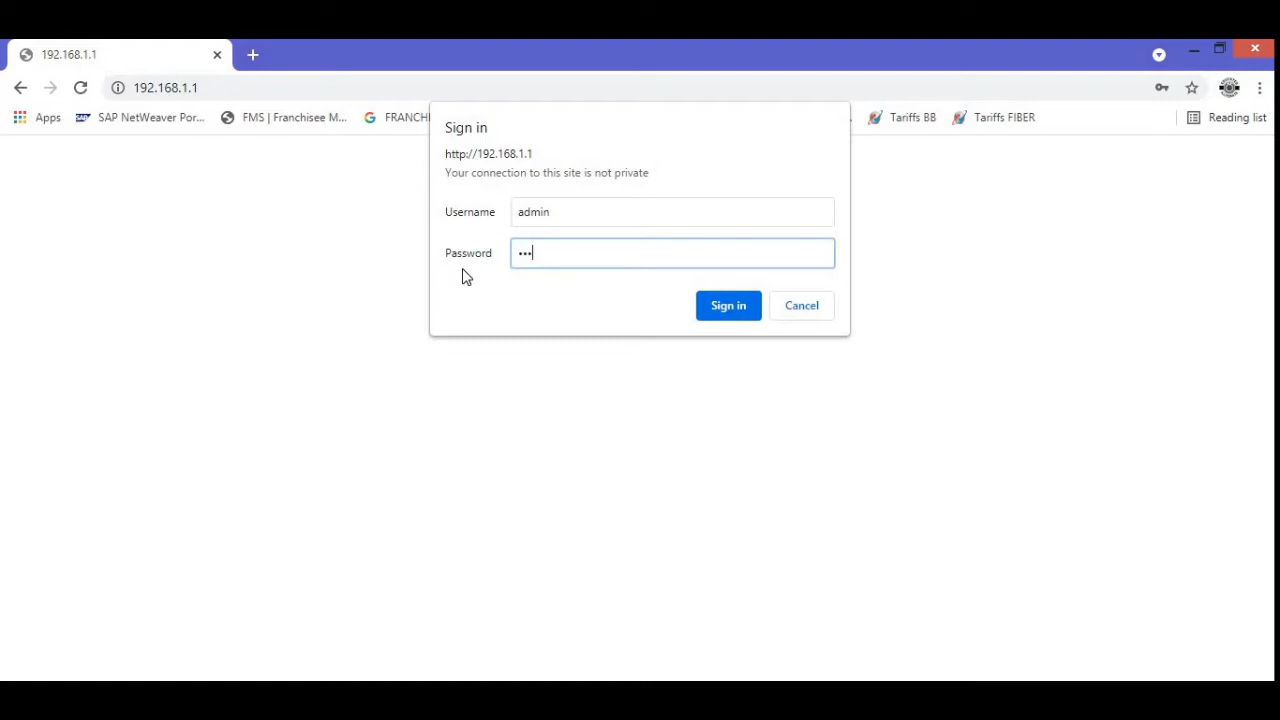 192.168.1.1
192.168.1.1
Apps SAP NetWeaver Por... FMS | Franchisee M... Tariffs BB Tariffs FIBER Reading list
Sign in
http://192.168.1.1
Your connection to this site is not private
Username admin
Password •••
Sign in Cancel